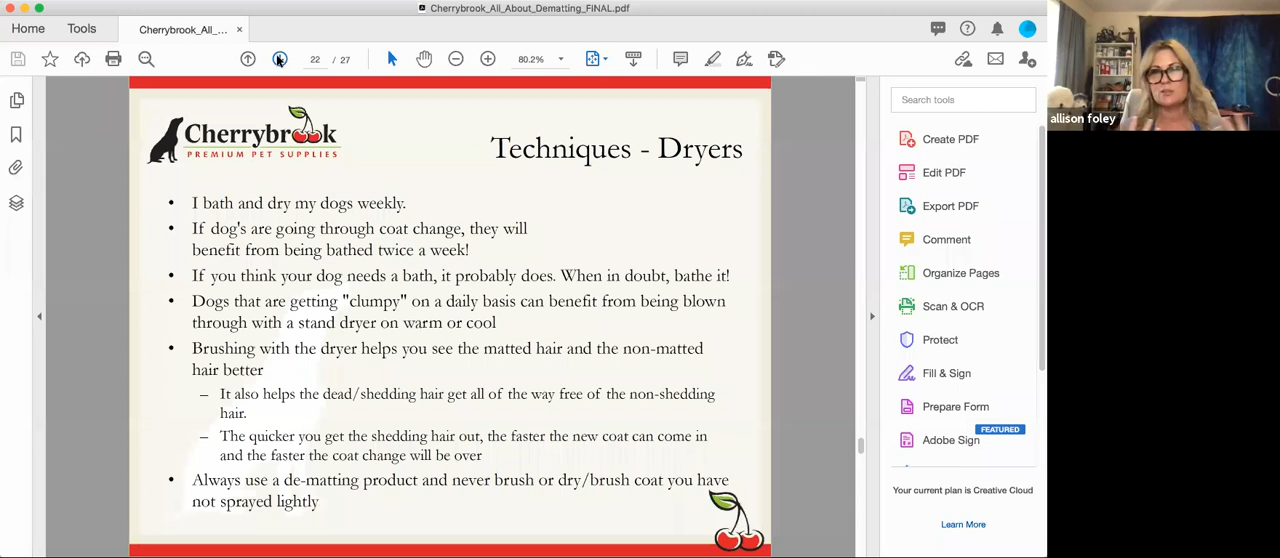 Cherrybrook_All_About_Dematting_FINAL.pdf
Home
Tools
Cherrybrook_All_...
22 / 27
80.2%
Cherrybrook
PREMIUM PET SUPPLIES
Techniques - Dryers
• I bath and dry my dogs weekly.
• If dog's are going through coat change, they will
benefit from being bathed twice a week!
• If you think your dog needs a bath, it probably does. When in doubt, bathe it!
• Dogs that are getting "clumpy" on a daily basis can benefit from being blown
through with a stand dryer on warm or cool
• Brushing with the dryer helps you see the matted hair and the non-matted
hair better
– It also helps the dead/shedding hair get all of the way free of the non-shedding
hair.
– The quicker you get the shedding hair out, the faster the new coat can come in
and the faster the coat change will be over
• Always use a de-matting product and never brush or dry/brush coat you have
not sprayed lightly
Search tools
Create PDF
Edit PDF
Export PDF
Comment
Organize Pages
Scan & OCR
Protect
Fill & Sign
Prepare Form
FEATURED
Adobe Sign
Your current plan is Creative Cloud
Learn More
allison foley